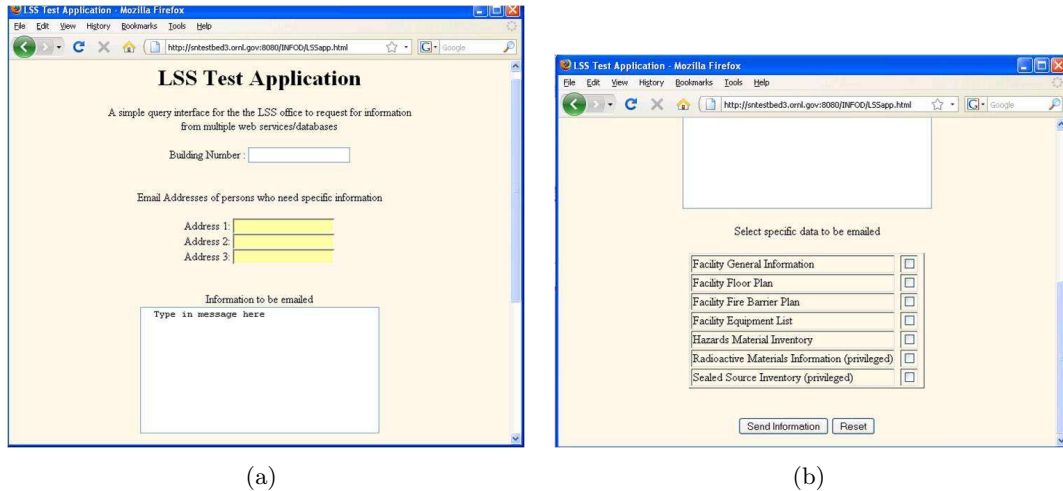 LSS Test Application - Mozilla Firefox
File Edit View History Bookmarks Tools Help
http://sntestbed3.ornl.gov:8080/INFOD/LSSapp.html
G Google
LSS Test Application
A simple query interface for the the LSS office to request for information
from multiple web services/databases
Building Number :
Email Addresses of persons who need specific information
Address 1:
Address 2:
Address 3:
Information to be emailed
Type in message here
(a)
LSS Test Application - Mozilla Firefox
File Edit View History Bookmarks Tools Help
http://sntestbed3.ornl.gov:8080/INFOD/LSSapp.html
G Google
Select specific data to be emailed
Facility General Information
Facility Floor Plan
Facility Fire Barrier Plan
Facility Equipment List
Hazards Material Inventory
Radioactive Materials Information (privileged)
Sealed Source Inventory (privileged)
Send Information Reset
(b)